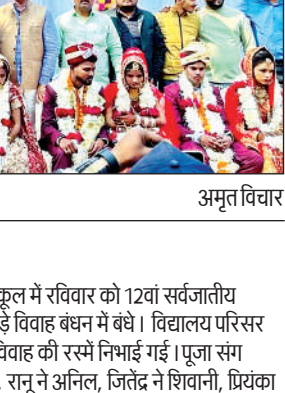 अमृत विचार
कूल में रविवार को 12वां सर्वजातीय
ड़े विवाह बंधन में बंधे। विद्यालय परिसर
विवाह की रस्में निभाई गई।पूजा संग
रानू ने अनिल, जितेंद्र ने शिवानी, प्रियंका